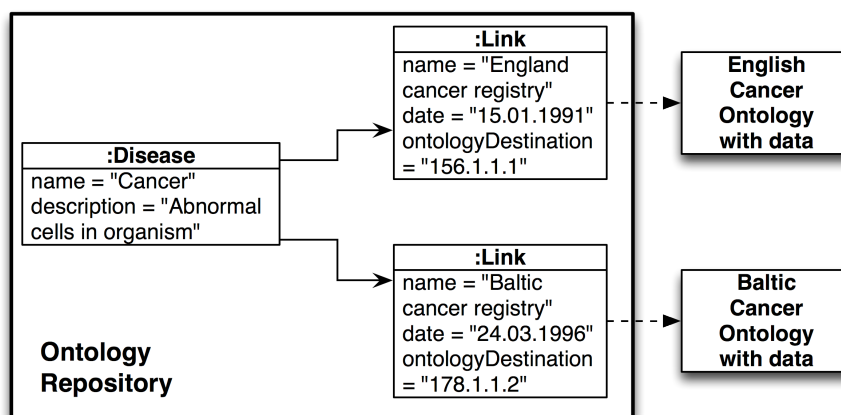 :Link
name = "England
cancer registry"
date = "15.01.1991"
ontologyDestination
= "156.1.1.1"
English
Cancer
Ontology
with data
:Disease
name = "Cancer"
description = "Abnormal
cells in organism"
:Link
name = "Baltic
cancer registry"
date = "24.03.1996"
ontologyDestination
= "178.1.1.2"
Baltic
Cancer
Ontology
with data
Ontology
Repository